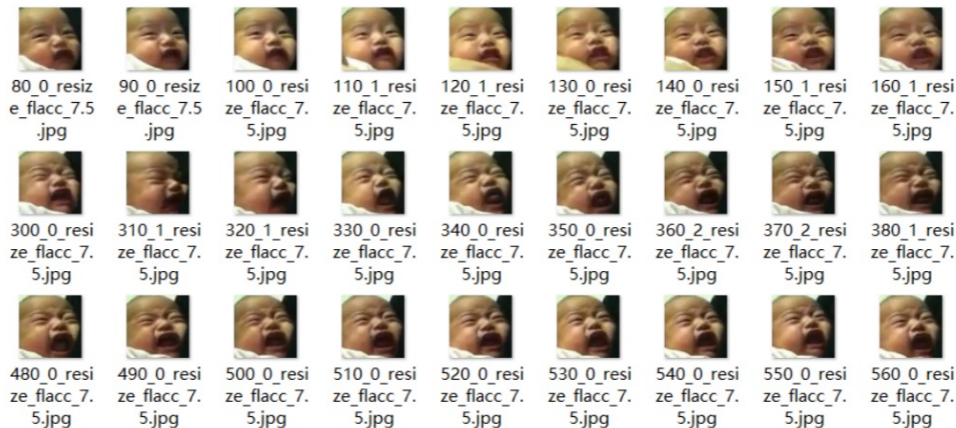 80_0_resiz 90_0_resiz 100_0_resi 110_1_resi 120_1_resi 130_0_resi 140_0_resi 150_1_resi 160_1_resi
e_flacc_7.5 e_flacc_7.5 ze_flacc_7. ze_flacc_7. ze_flacc_7. ze_flacc_7. ze_flacc_7. ze_flacc_7. ze_flacc_7.
.jpg .jpg 5.jpg 5.jpg 5.jpg 5.jpg 5.jpg 5.jpg 5.jpg
300_0_resi 310_1_resi 320_1_resi 330_0_resi 340_0_resi 350_0_resi 360_2_resi 370_2_resi 380_1_resi
ze_flacc_7. ze_flacc_7. ze_flacc_7. ze_flacc_7. ze_flacc_7. ze_flacc_7. ze_flacc_7. ze_flacc_7. ze_flacc_7.
5.jpg 5.jpg 5.jpg 5.jpg 5.jpg 5.jpg 5.jpg 5.jpg 5.jpg
480_0_resi 490_0_resi 500_0_resi 510_0_resi 520_0_resi 530_0_resi 540_0_resi 550_0_resi 560_0_resi
ze_flacc_7. ze_flacc_7. ze_flacc_7. ze_flacc_7. ze_flacc_7. ze_flacc_7. ze_flacc_7. ze_flacc_7. ze_flacc_7.
5.jpg 5.jpg 5.jpg 5.jpg 5.jpg 5.jpg 5.jpg 5.jpg 5.jpg